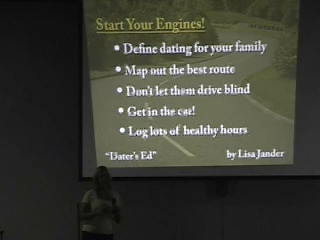 Start Your Engines!
• Define dating for your family
• Map out the best route
• Don't let them drive blind
• Get in the car!
• Log lots of healthy hours
"Dater's Ed" by Lisa Jander